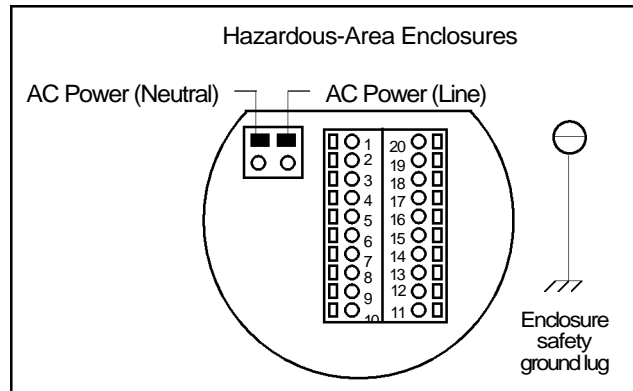 Hazardous-Area Enclosures
AC Power (Neutral)
AC Power (Line)
1 20
2 19
3 18
4 17
5 16
6 15
7 14
8 13
9 12
10 11
Enclosure
safety
ground lug